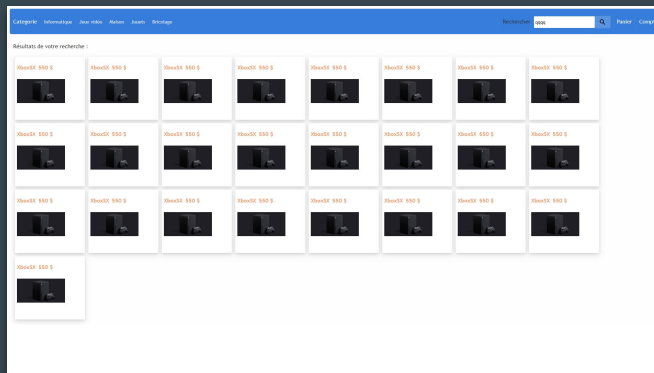 Categorie Informatique Jeux vidéo Maison Jouets Bricolage Rechercher Panier
Résultats de votre recherche :
XboxSX 550 $ XboxSX 550 $ XboxSX 550 $ XboxSX 550 $ XboxSX 550 $ XboxSX 550 $ XboxSX 550 $ XboxSX 550 $
XboxSX 550 $ XboxSX 550 $ XboxSX 550 $ XboxSX 550 $ XboxSX 550 $ XboxSX 550 $ XboxSX 550 $ XboxSX 550 $
XboxSX 550 $ XboxSX 550 $ XboxSX 550 $ XboxSX 550 $ XboxSX 550 $ XboxSX 550 $ XboxSX 550 $ XboxSX 550 $
XboxSX 550 $